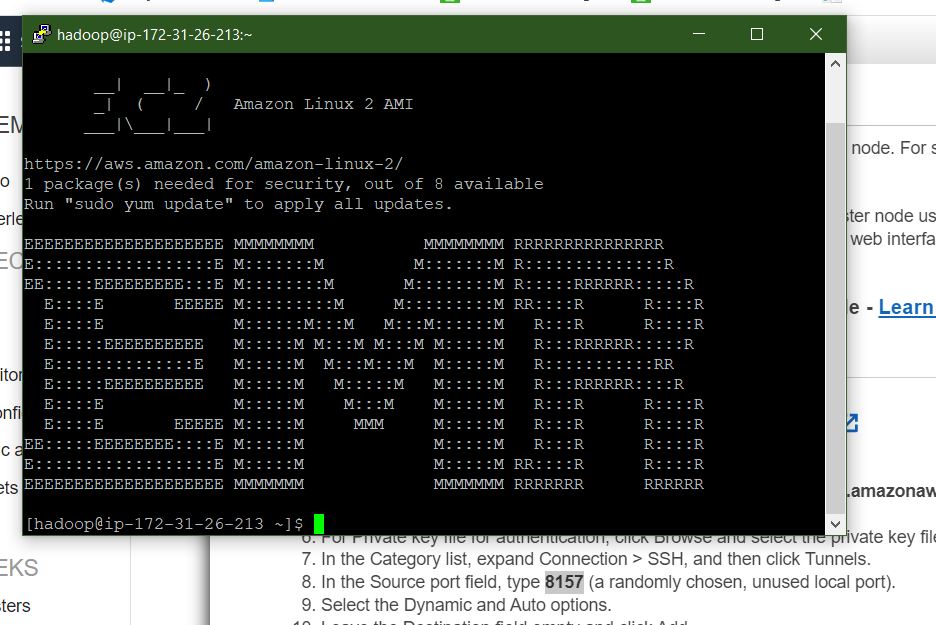 hadoop@ip-172-31-26-213:~
__|  __|_  )
_|  (     /   Amazon Linux 2 AMI
___|\___|___|
https://aws.amazon.com/amazon-linux-2/
1 package(s) needed for security, out of 8 available
Run "sudo yum update" to apply all updates.
EEEEEEEEEEEEEEEEEEEE MMMMMMMM           MMMMMMMM RRRRRRRRRRRRRRR
E::::::::::::::::::E M:::::::M         M:::::::M R::::::::::::::R
EE:::::EEEEEEEEE:::E M::::::::M       M::::::::M R:::::RRRRRR:::::R
E::::E       EEEEE M:::::::::M     M:::::::::M RR::::R      R::::R
E::::E             M::::::M:::M   M:::M::::::M   R:::R      R::::R
E:::::EEEEEEEEEE   M:::::M M:::M M:::M M:::::M   R:::RRRRRR:::::R
E::::::::::::::E   M:::::M  M:::M:::M  M:::::M   R:::::::::::RR
E:::::EEEEEEEEEE   M:::::M   M:::::M   M:::::M   R:::RRRRRR::::R
E::::E             M:::::M    M:::M    M:::::M   R:::R      R::::R
E::::E       EEEEE M:::::M     MMM     M:::::M   R:::R      R::::R
EE:::::EEEEEEEE::::E M:::::M             M:::::M   R:::R      R::::R
E::::::::::::::::::E M:::::M             M:::::M RR::::R      R::::R
EEEEEEEEEEEEEEEEEEEE MMMMMMM             MMMMMMM RRRRRRR      RRRRRR
[hadoop@ip-172-31-26-213 ~]$
node. For
web interfa
e - Learn
.amazonaw
6. For Private key file for authentication, click Browse and select the private key file
7. In the Category list, expand Connection > SSH, and then click Tunnels.
8. In the Source port field, type 8157 (a randomly chosen, unused local port).
9. Select the Dynamic and Auto options.
10. Leave the Destination field empty and click Add